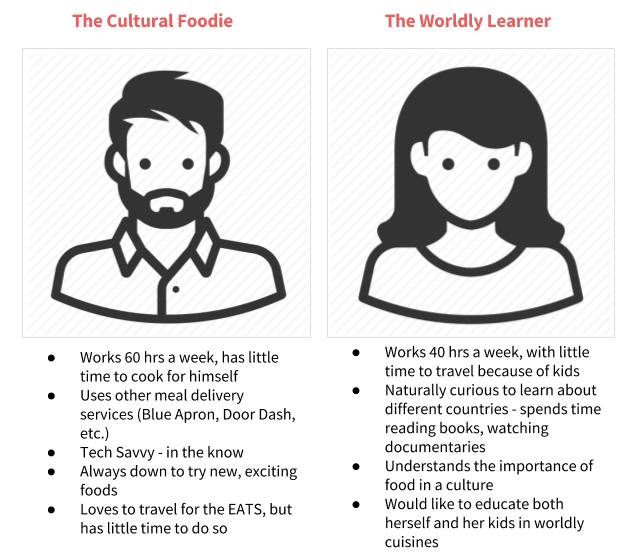 The Cultural Foodie
● Works 60 hrs a week, has little
time to cook for himself
● Uses other meal delivery
services (Blue Apron, Door Dash,
etc.)
● Tech Savvy - in the know
● Always down to try new, exciting
foods
● Loves to travel for the EATS, but
has little time to do so
The Worldly Learner
● Works 40 hrs a week, with little
time to travel because of kids
● Naturally curious to learn about
different countries - spends time
reading books, watching
documentaries
● Understands the importance of
food in a culture
● Would like to educate both
herself and her kids in worldly
cuisines